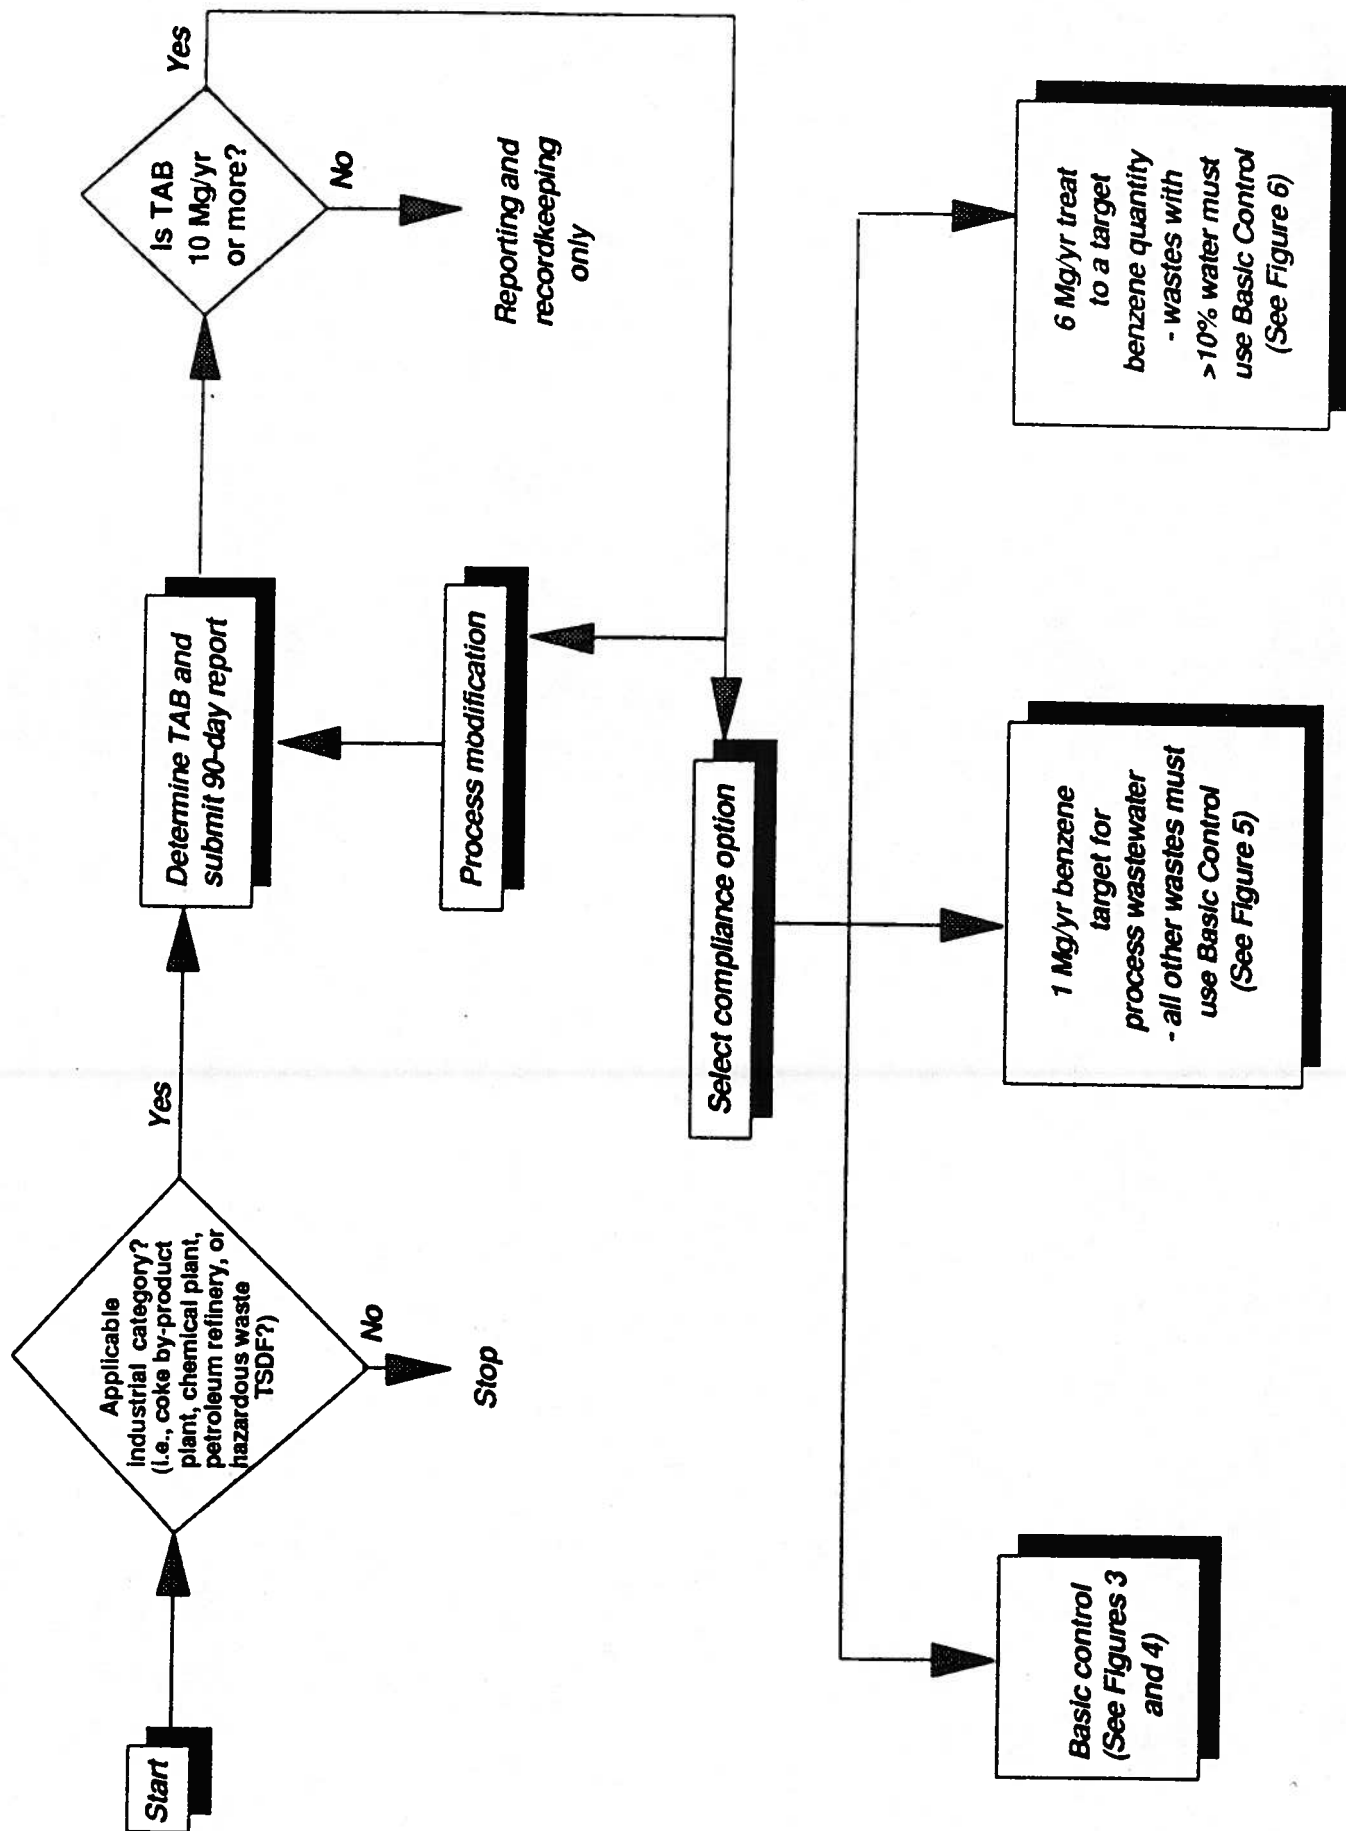 Start
Applicable
industrial category?
(i.e., coke by-product
plant, chemical plant,
petroleum refinery, or
hazardous waste
TSDF?)
Yes
No
Stop
Determine TAB and
submit 90-day report
Is TAB
10 Mg/yr
or more?
Yes
No
Reporting and
recordkeeping
only
Process modification
Select compliance option
Basic control
(See Figures 3
and 4)
1 Mg/yr benzene
target for
process wastewater
- all other wastes must
use Basic Control
(See Figure 5)
6 Mg/yr treat
to a target
benzene quantity
- wastes with
>10% water must
use Basic Control
(See Figure 6)